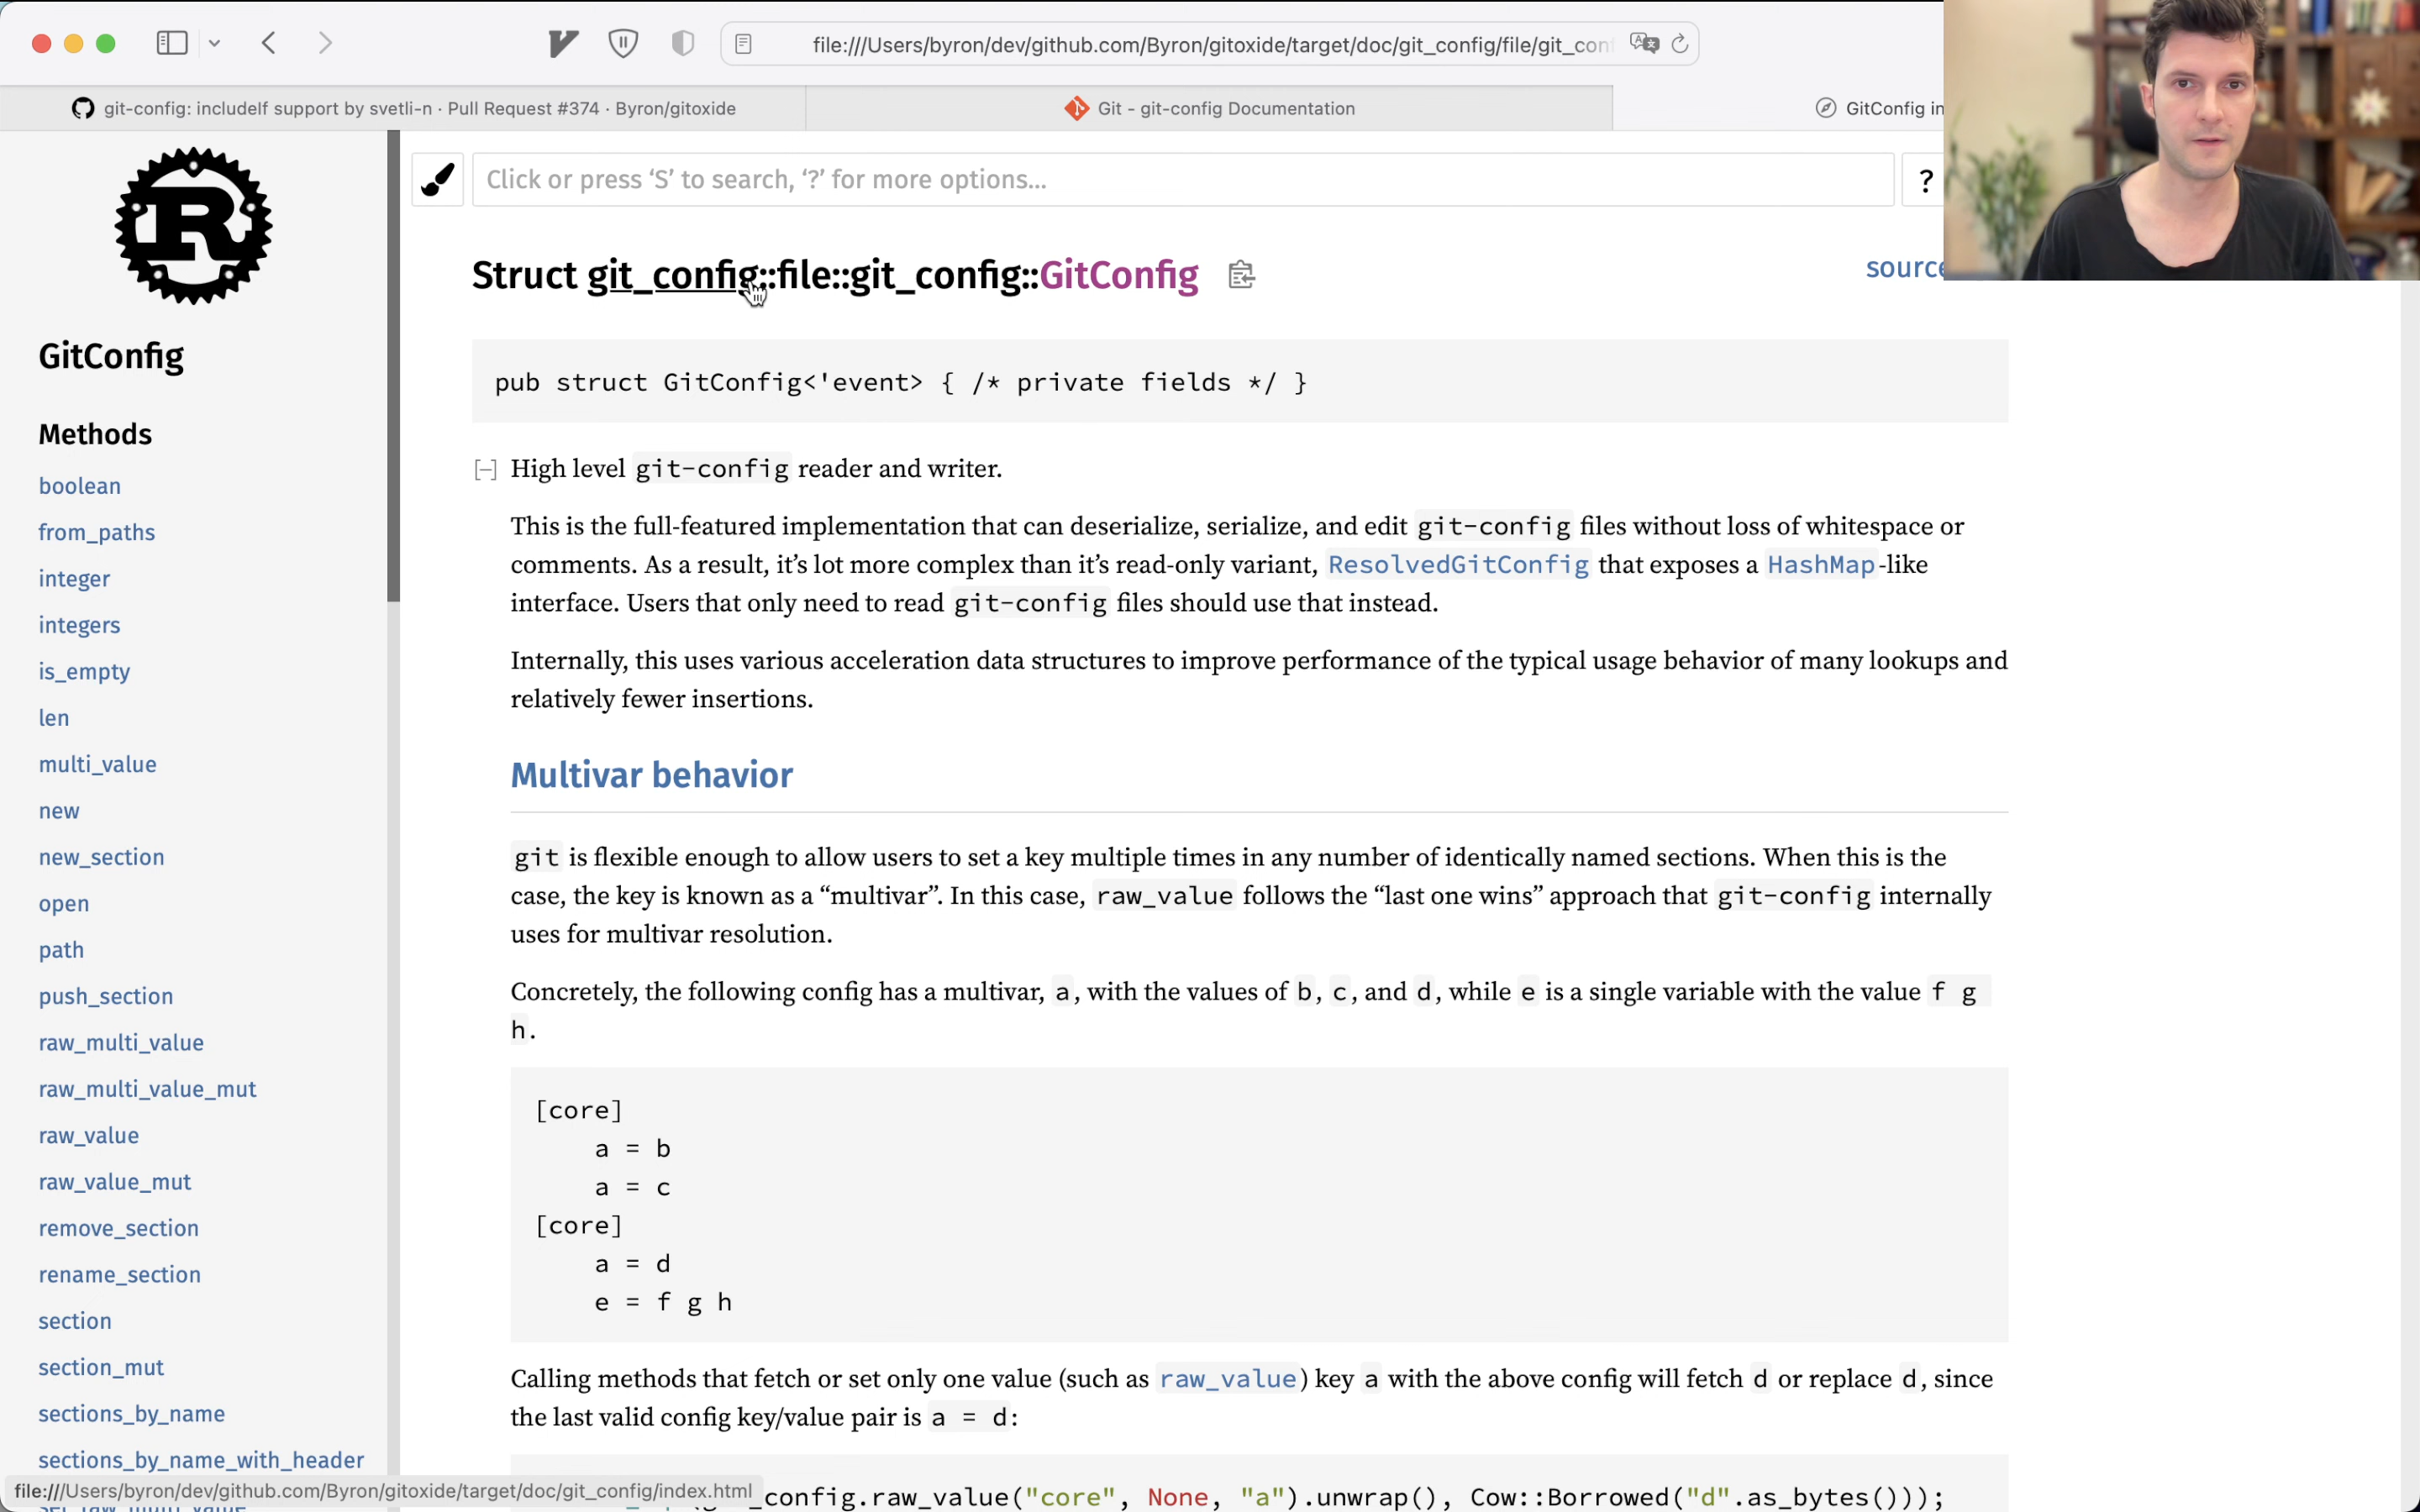 file:///Users/byron/dev/github.com/Byron/gitoxide/target/doc/git_config/file/git_con
git-config: includeIf support by svetli-n · Pull Request #374 · Byron/gitoxide
Git - git-config Documentation
GitConfig in
Click or press ‘S’ to search, ‘?’ for more options…
?
Struct git_config::file::git_config::GitConfig
source
GitConfig
Methods
boolean
from_paths
integer
integers
is_empty
len
multi_value
new
new_section
open
path
push_section
raw_multi_value
raw_multi_value_mut
raw_value
raw_value_mut
remove_section
rename_section
section
section_mut
sections_by_name
sections_by_name_with_header
pub struct GitConfig<'event> { /* private fields */ }
[−] High level git-config reader and writer.
This is the full-featured implementation that can deserialize, serialize, and edit git-config files without loss of whitespace or
comments. As a result, it’s lot more complex than it’s read-only variant, ResolvedGitConfig that exposes a HashMap-like
interface. Users that only need to read git-config files should use that instead.
Internally, this uses various acceleration data structures to improve performance of the typical usage behavior of many lookups and
relatively fewer insertions.
Multivar behavior
git is flexible enough to allow users to set a key multiple times in any number of identically named sections. When this is the
case, the key is known as a “multivar”. In this case, raw_value follows the “last one wins” approach that git-config internally
uses for multivar resolution.
Concretely, the following config has a multivar, a, with the values of b, c, and d, while e is a single variable with the value f g
h.
[core]
a = b
a = c
[core]
a = d
e = f g h
Calling methods that fetch or set only one value (such as raw_value) key a with the above config will fetch d or replace d, since
the last valid config key/value pair is a = d:
_config.raw_value("core", None, "a").unwrap(), Cow::Borrowed("d".as_bytes()));
file:///Users/byron/dev/github.com/Byron/gitoxide/target/doc/git_config/index.html